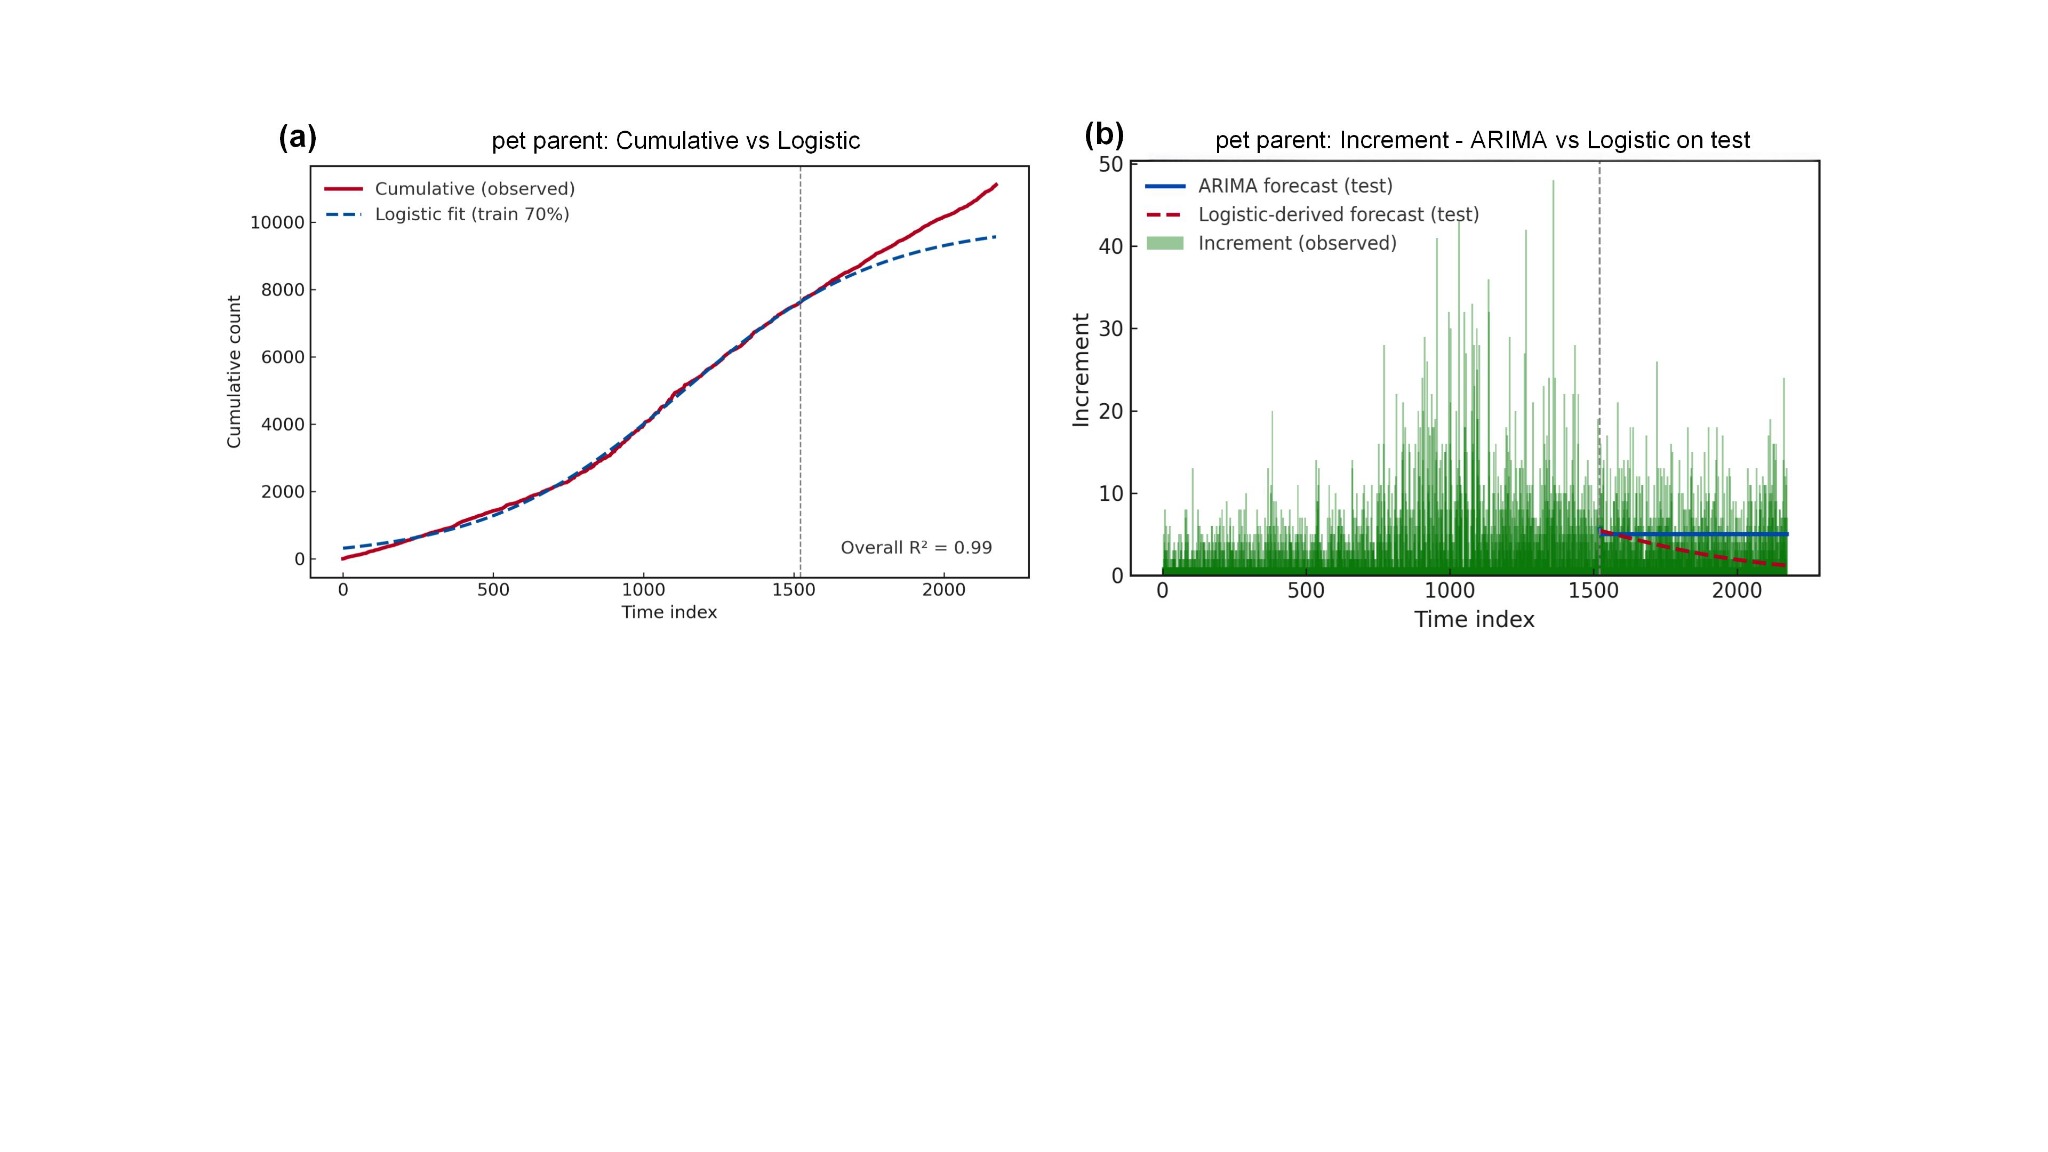 (a)
pet parent: Cumulative vs Logistic
Cumulative (observed)
Logistic fit (train 70%)
Cumulative count
10000
8000
6000
4000
2000
0
Overall R² = 0.99
0 500 1000 1500 2000
Time index
(b)
pet parent: Increment - ARIMA vs Logistic on test
ARIMA forecast (test)
Logistic-derived forecast (test)
Increment (observed)
Increment
50
40
30
20
10
0
0 500 1000 1500 2000
Time index